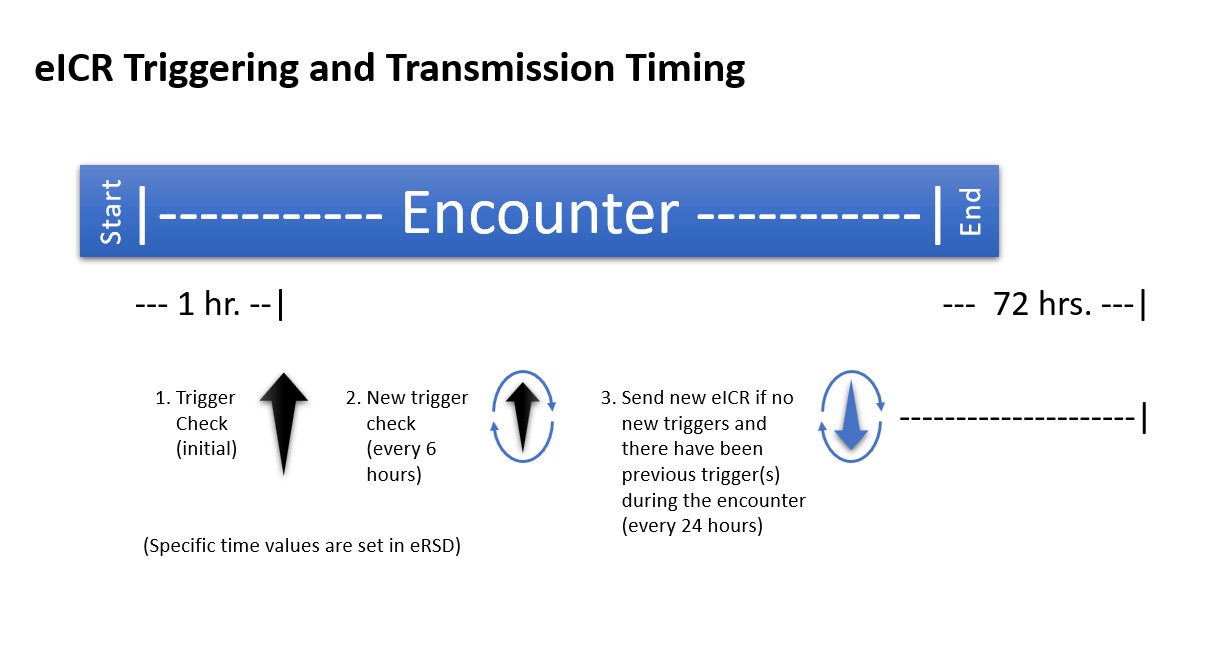 eICR Triggering and Transmission Timing
Start |----------- Encounter -----------| End
--- 1 hr. --|
---  72 hrs. ---|
1. Trigger
Check
(initial)
2. New trigger
check
(every 6
hours)
3. Send new eICR if no
new triggers and
there have been
previous trigger(s)
during the encounter
(every 24 hours)
---------------------|
(Specific time values are set in eRSD)